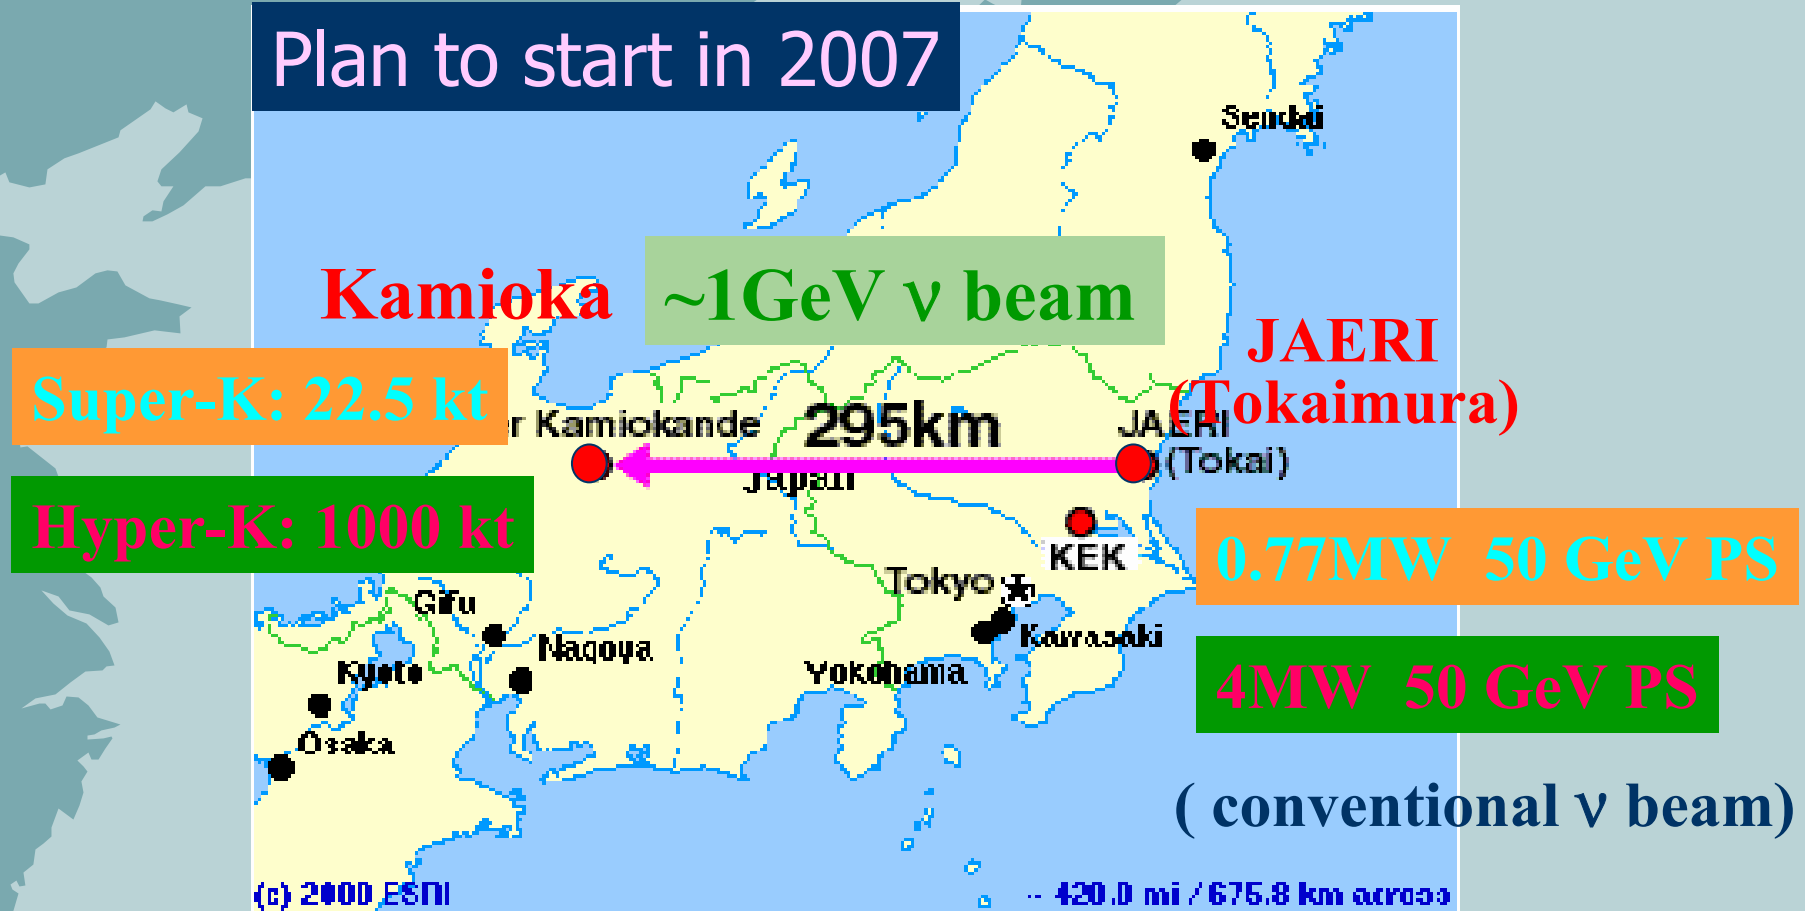 Plan to start in 2007
Sendai
Kamioka
~1GeV ν beam
JAERI
(Tokaimura)
Super-K: 22.5 kt
r Kamiokande
295km
JAERI
(Tokai)
Japan
Hyper-K: 1000 kt
KEK
0.77MW 50 GeV PS
Tokyo
Gifu
Nagoya
Kawasaki
Yokohama
Kyoto
4MW 50 GeV PS
Osaka
( conventional ν beam)
(c) 2000 ESRI
420.0 mi / 675.8 km across